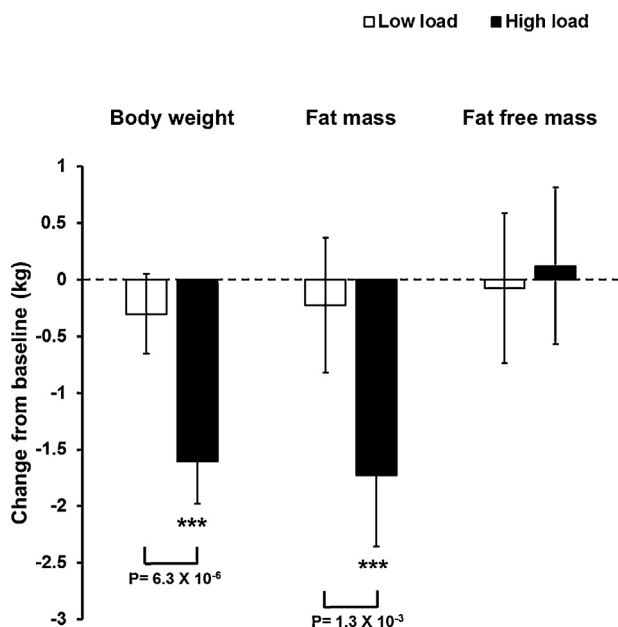 Low load High load
Body weight Fat mass Fat free mass
Change from baseline (kg)
1
0.5
0
-0.5
-1
-1.5
-2
-2.5
-3
***
***
P= 6.3 X 10⁻⁶
P= 1.3 X 10⁻³